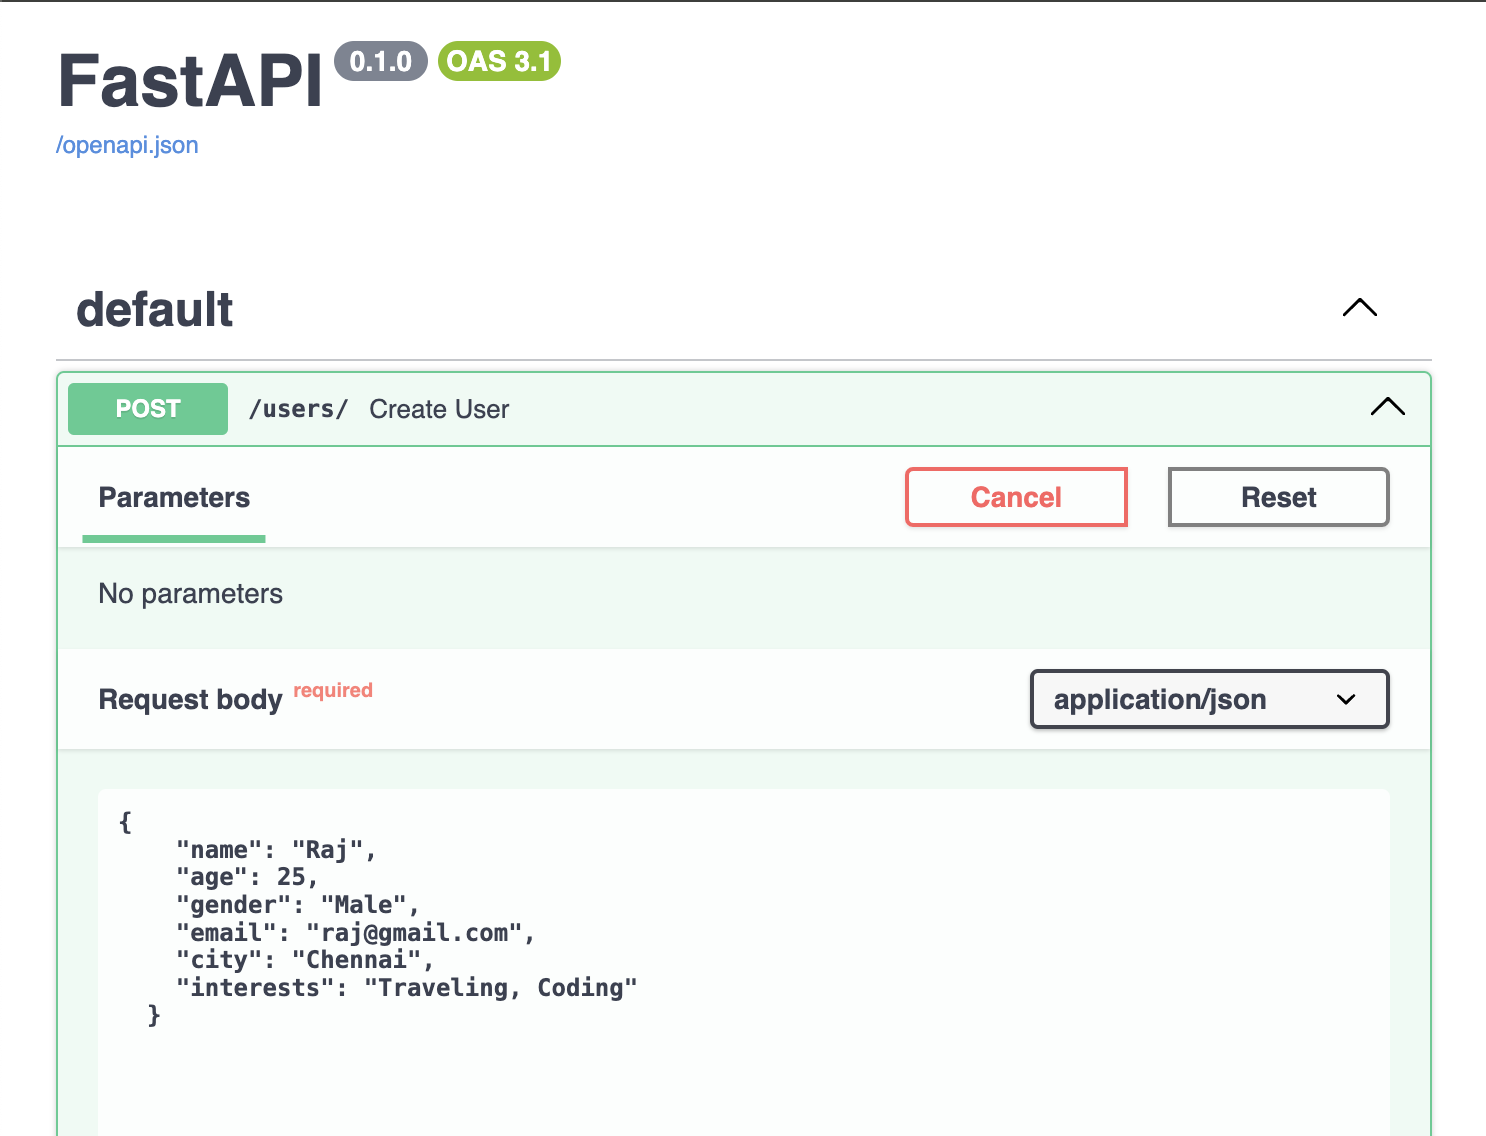 FastAPI 0.1.0 OAS 3.1
/openapi.json
default
POST /users/ Create User
Parameters Cancel Reset
No parameters
Request body required application/json
{
"name": "Raj",
"age": 25,
"gender": "Male",
"email": "raj@gmail.com",
"city": "Chennai",
"interests": "Traveling, Coding"
}